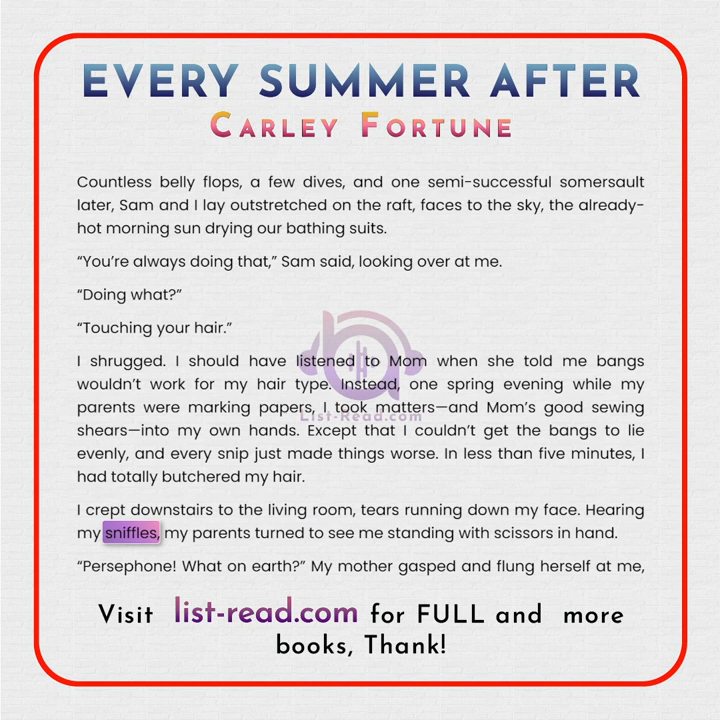 EVERY SUMMER AFTER
CARLEY FORTUNE
Countless belly flops, a few dives, and one semi-successful somersault
later, Sam and I lay outstretched on the raft, faces to the sky, the already-
hot morning sun drying our bathing suits.
“You’re always doing that,” Sam said, looking over at me.
“Doing what?”
“Touching your hair.”
I shrugged. I should have listened to Mom when she told me bangs
wouldn’t work for my hair type. Instead, one spring evening while my
parents were marking papers, I took matters—and Mom’s good sewing
List-Read.com
shears—into my own hands. Except that I couldn’t get the bangs to lie
evenly, and every snip just made things worse. In less than five minutes, I
had totally butchered my hair.
I crept downstairs to the living room, tears running down my face. Hearing
my sniffles, my parents turned to see me standing with scissors in hand.
“Persephone! What on earth?” My mother gasped and flung herself at me,
Visit list-read.com for FULL and more
books, Thank!